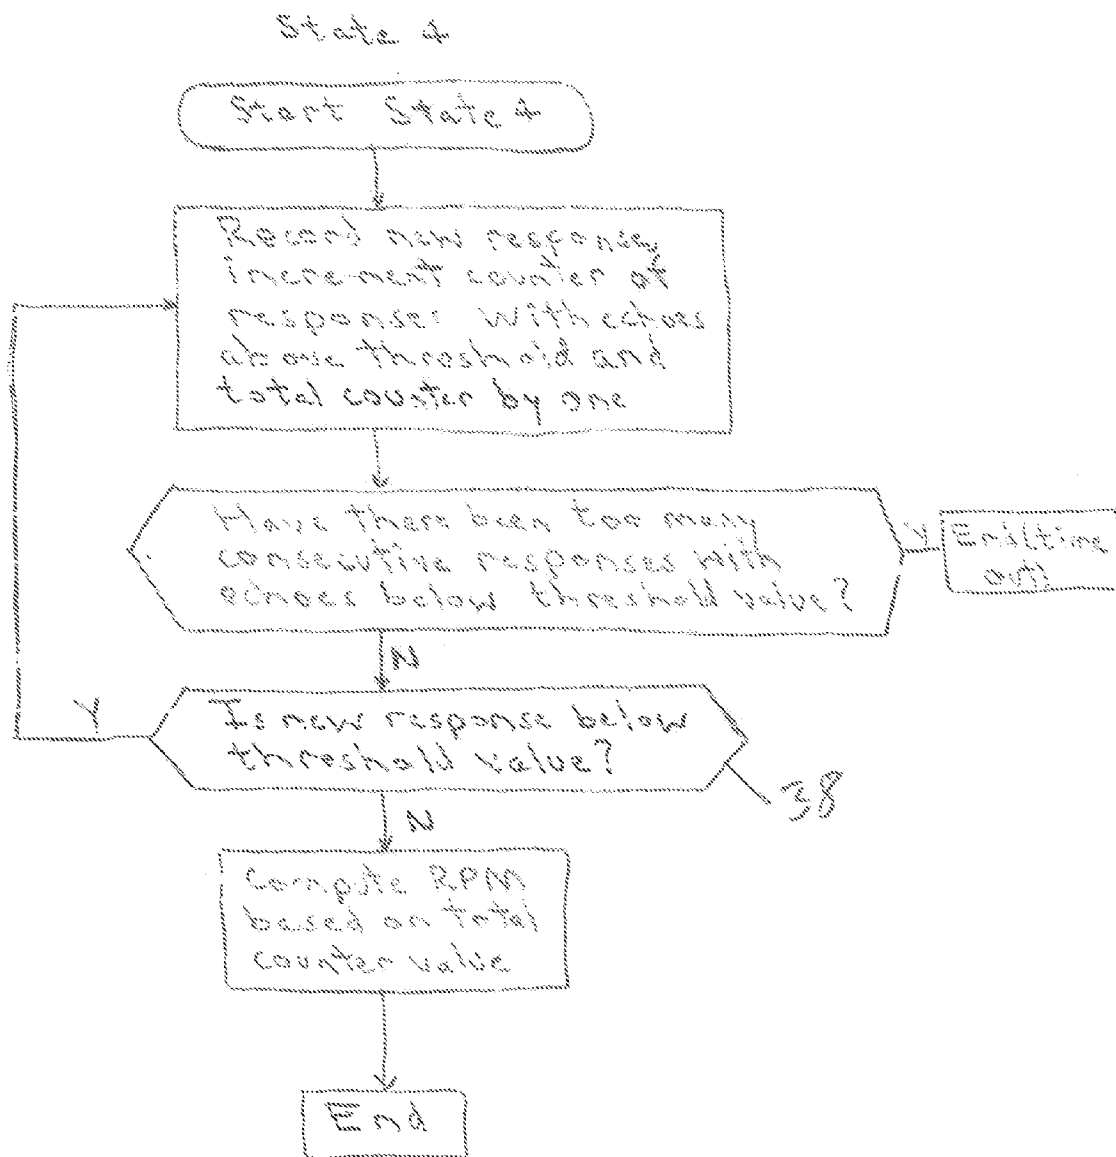 State 4
Start State 4
Record new response,
increment counter of
responses with echoes
above threshold and
total counter by one
Have there been too many
consecutive responses with
echoes below threshold value?
Y
End(time
out)
N
Is new response below
threshold value?
Y
38
N
Compute RPM
based on total
counter value
End